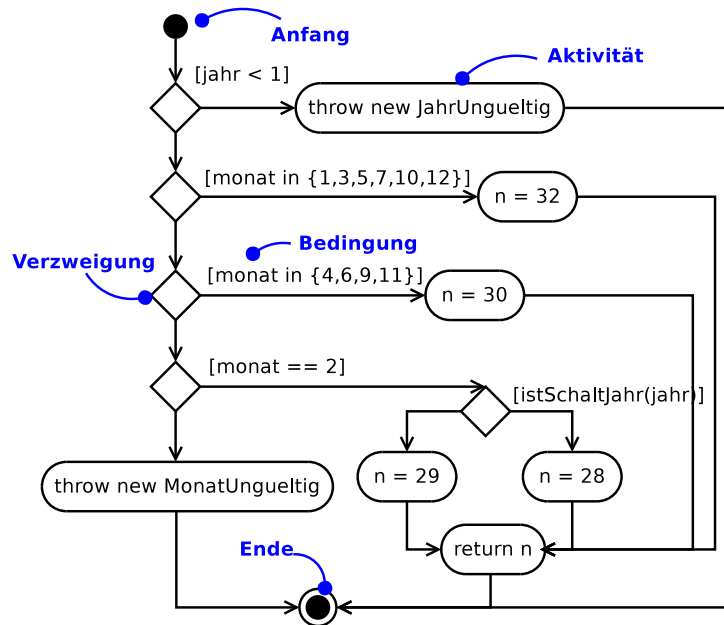 Anfang
Aktivität
[jahr < 1]
throw new JahrUngueltig
[monat in {1,3,5,7,10,12}]
n = 32
Bedingung
Verzweigung
[monat in {4,6,9,11}]
n = 30
[monat == 2]
[istSchaltJahr(jahr)]
n = 29
n = 28
throw new MonatUngueltig
Ende
return n